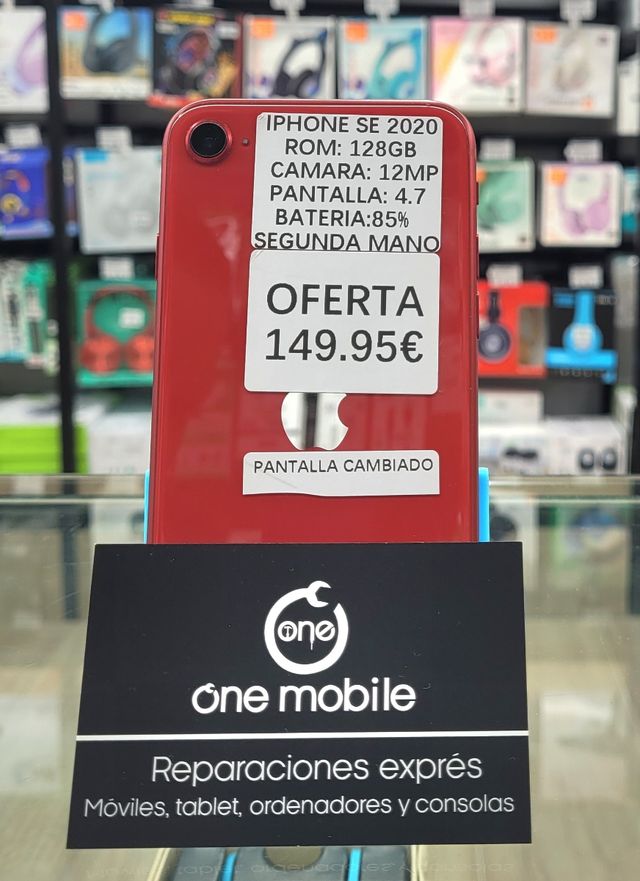 IPHONE SE 2020
ROM: 128GB
CAMARA: 12MP
PANTALLA: 4.7
BATERIA:85%
SEGUNDA MANO
OFERTA
149.95€
PANTALLA CAMBIADO
one
one mobile
Reparaciones exprés
Móviles, tablet, ordenadores y consolas